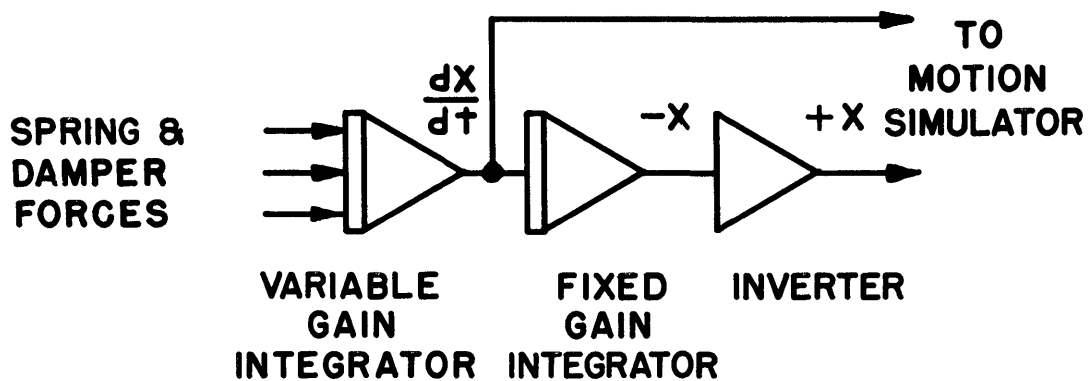 SPRING &
DAMPER
FORCES
dX
dt
-X
+X
TO
MOTION
SIMULATOR
VARIABLE
GAIN
INTEGRATOR
FIXED
GAIN
INTEGRATOR
INVERTER